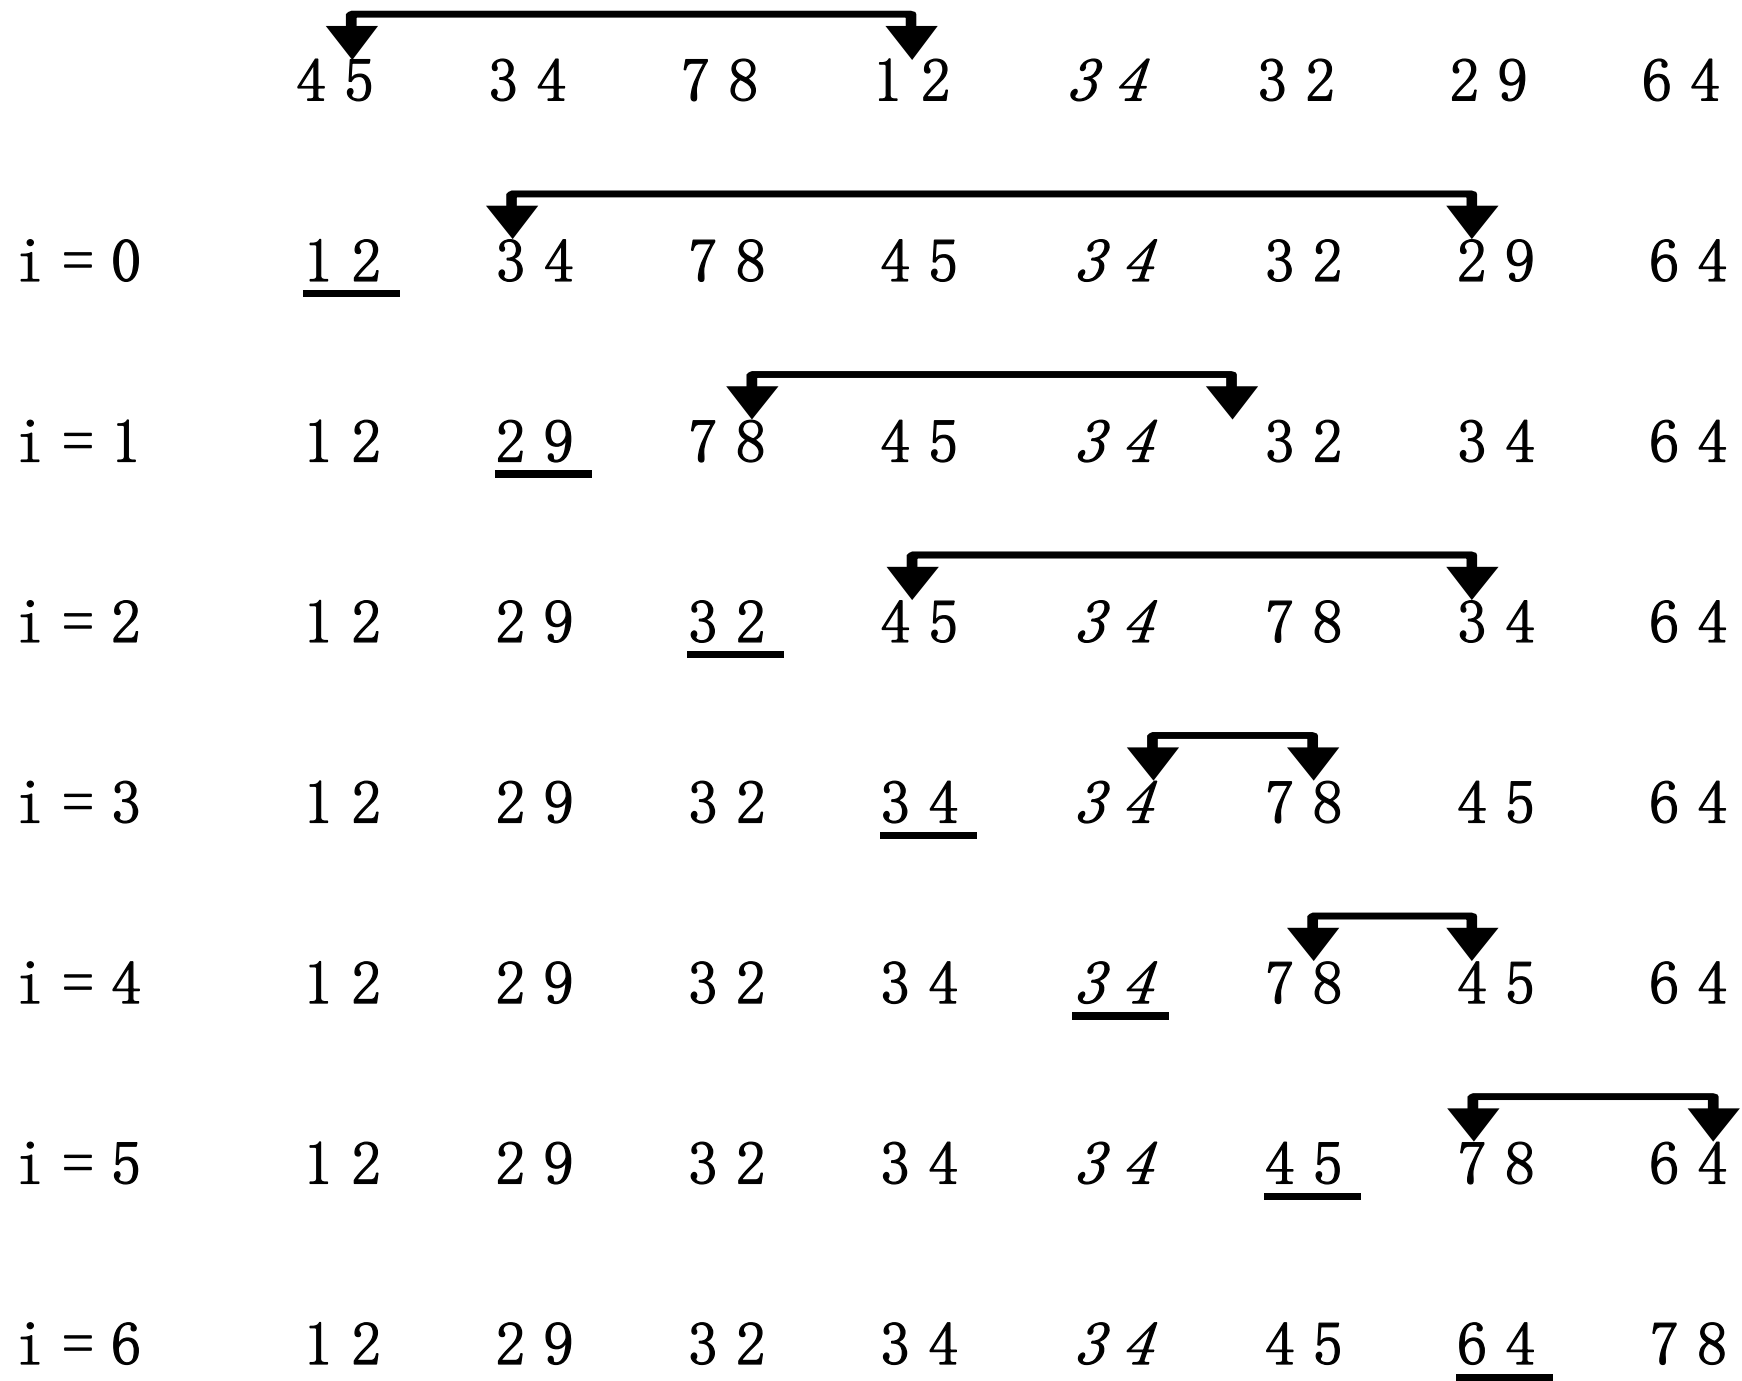 45 34 78 12 34 32 29 64
i = 0 12 34 78 45 34 32 29 64
i = 1 12 29 78 45 34 32 34 64
i = 2 12 29 32 45 34 78 34 64
i = 3 12 29 32 34 34 78 45 64
i = 4 12 29 32 34 34 78 45 64
i = 5 12 29 32 34 34 45 78 64
i = 6 12 29 32 34 34 45 64 78